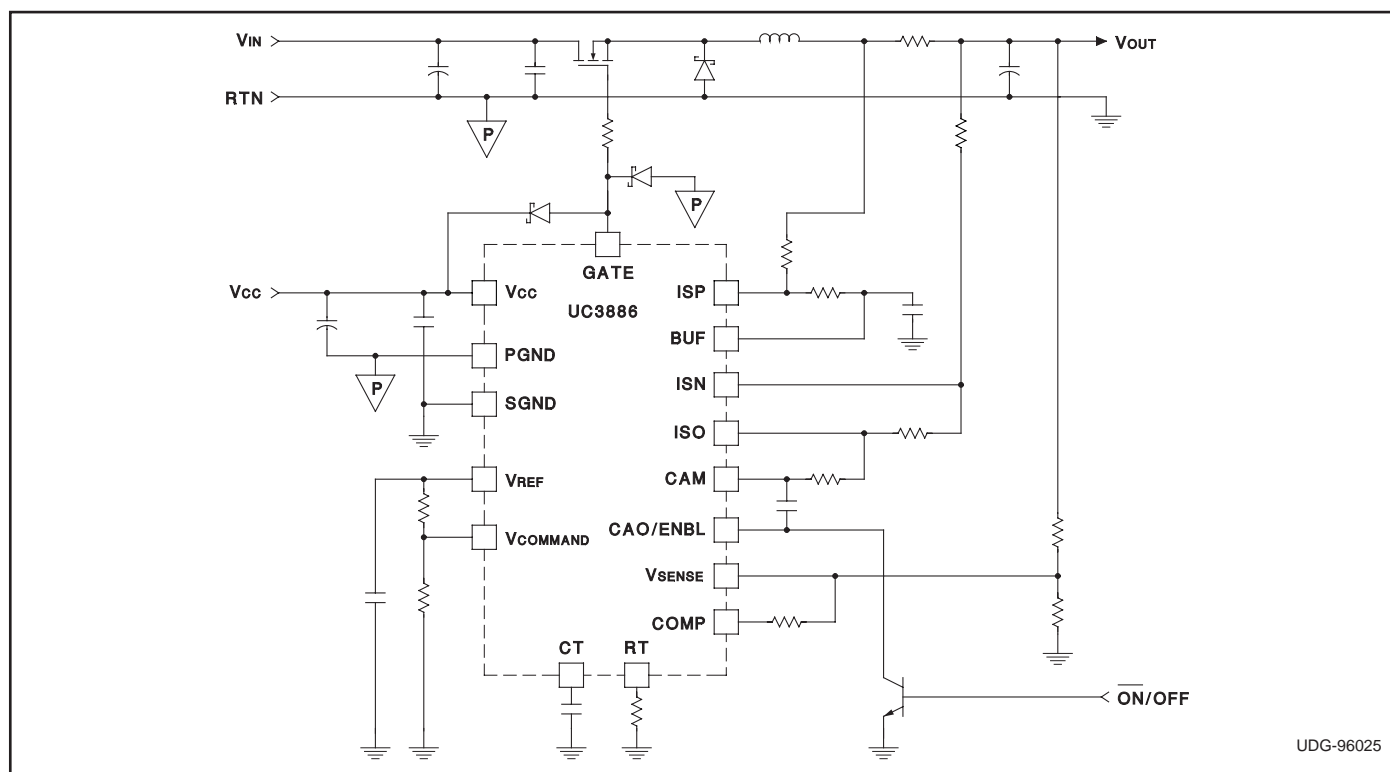 VIN
VOUT
RTN
P
P
GATE
VCC
VCC
ISP
UC3886
BUF
PGND
P
ISN
SGND
ISO
VREF
CAM
CAO/ENBL
VCOMMAND
VSENSE
COMP
CT
RT
ON/OFF
UDG-96025